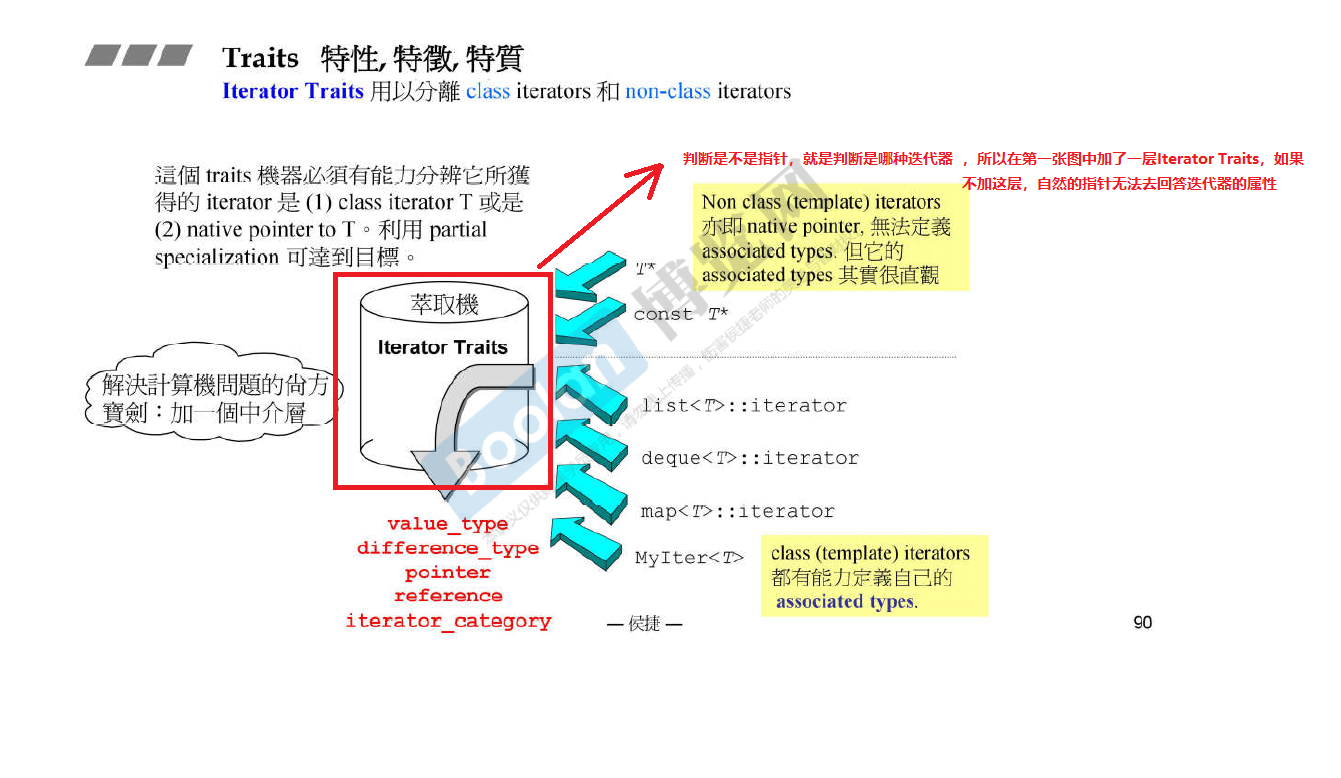 Traits 特性, 特徵, 特質
Iterator Traits 用以分離 class iterators 和 non-class iterators
判断是不是指针，就是判断是哪种迭代器 ，所以在第一张图中加了一层Iterator Traits，如果
不加这层，自然的指针无法去回答迭代器的属性
這個 traits 機器必須有能力分辨它所獲
得的 iterator 是 (1) class iterator T 或是
(2) native pointer to T。利用 partial
specialization 可達到目標。
Non class (template) iterators
亦即 native pointer, 無法定義
associated types. 但它的
associated types 其實很直觀
T*
const T*
萃取機
Iterator Traits
解決計算機問題的尚方
寶劍：加一個中介層
list<T>::iterator
deque<T>::iterator
map<T>::iterator
MyIter<T>
value_type
difference_type
pointer
reference
iterator_category
class (template) iterators
都有能力定義自己的
associated types.
— 侯捷 —
90
Boolan 博览网